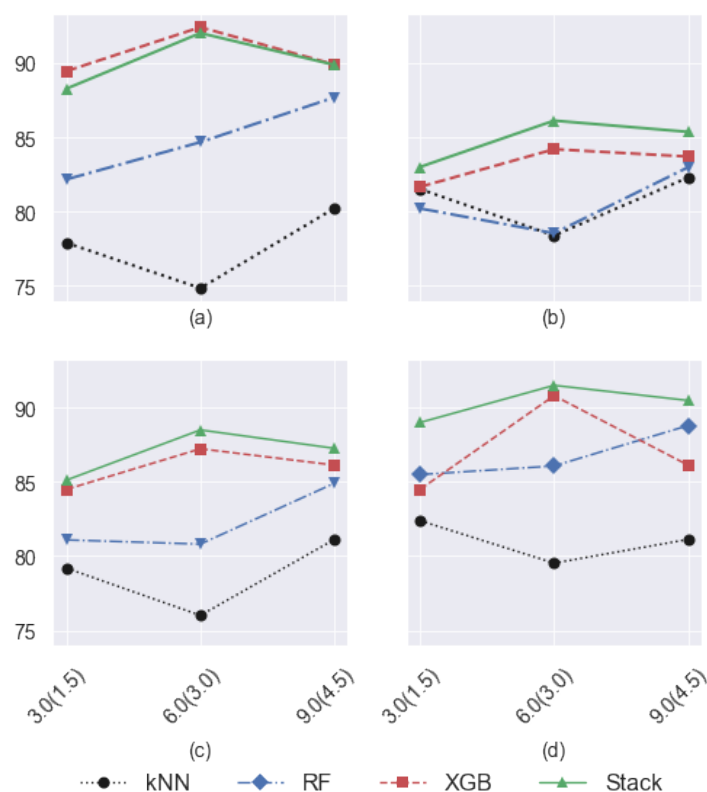 90
85
80
75
(a)
(b)
90
85
80
75
3.0(1.5)
6.0(3.0)
9.0(4.5)
3.0(1.5)
6.0(3.0)
9.0(4.5)
(c)
(d)
kNN
RF
XGB
Stack